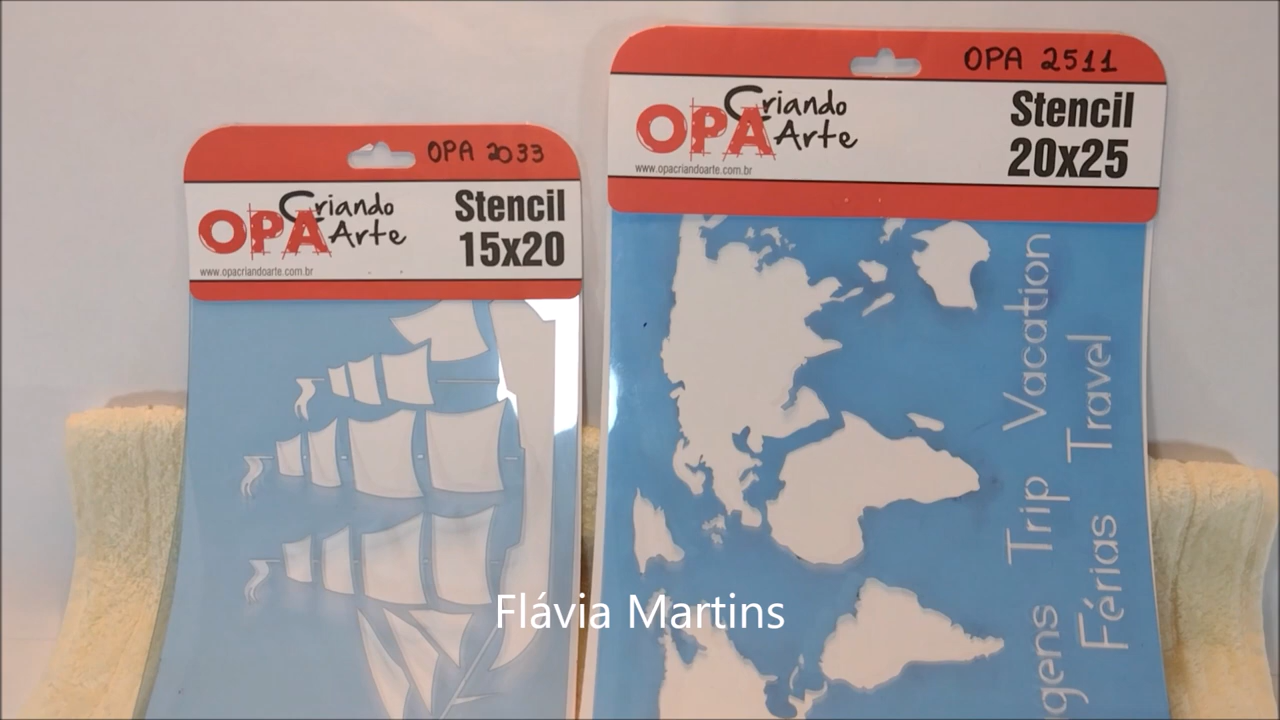 OPA 2033
OPA Criando Arte
www.opacriandoarte.com.br
Stencil
15x20
OPA 2511
OPA Criando Arte
www.opacriandoarte.com.br
Stencil
20x25
Trip Vacation
Férias Travel
Flávia Martins